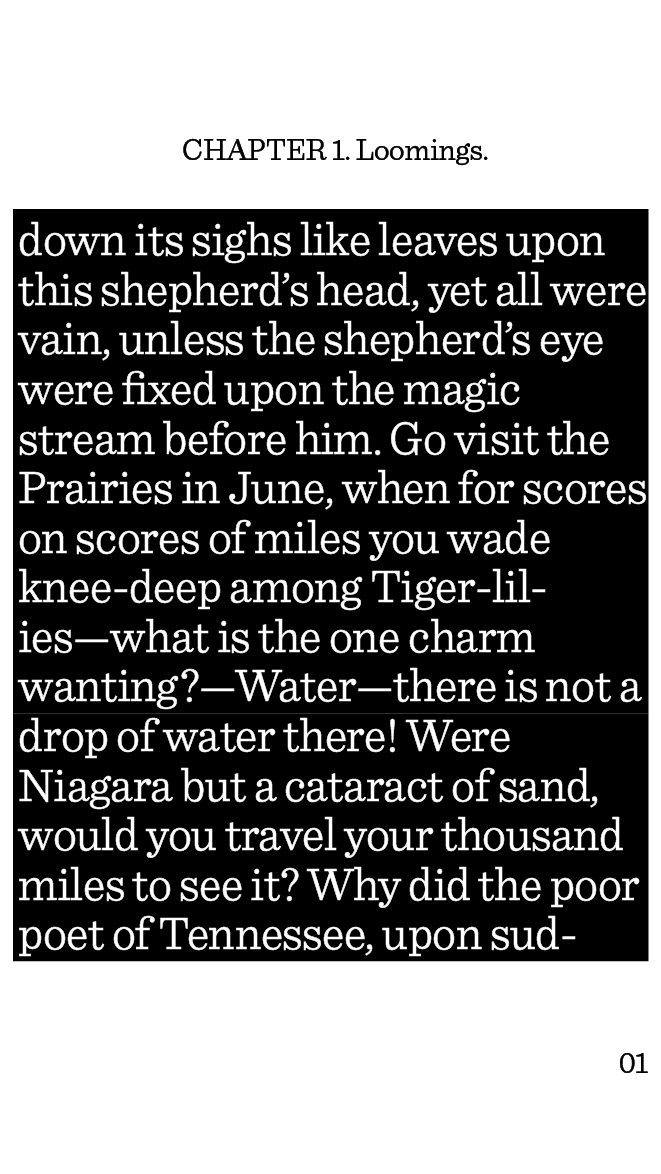 CHAPTER 1. Loomings.
down its sighs like leaves upon
this shepherd’s head, yet all were
vain, unless the shepherd’s eye
were fixed upon the magic
stream before him. Go visit the
Prairies in June, when for scores
on scores of miles you wade
knee-deep among Tiger-lil-
ies—what is the one charm
wanting?—Water—there is not a
drop of water there! Were
Niagara but a cataract of sand,
would you travel your thousand
miles to see it? Why did the poor
poet of Tennessee, upon sud-
01